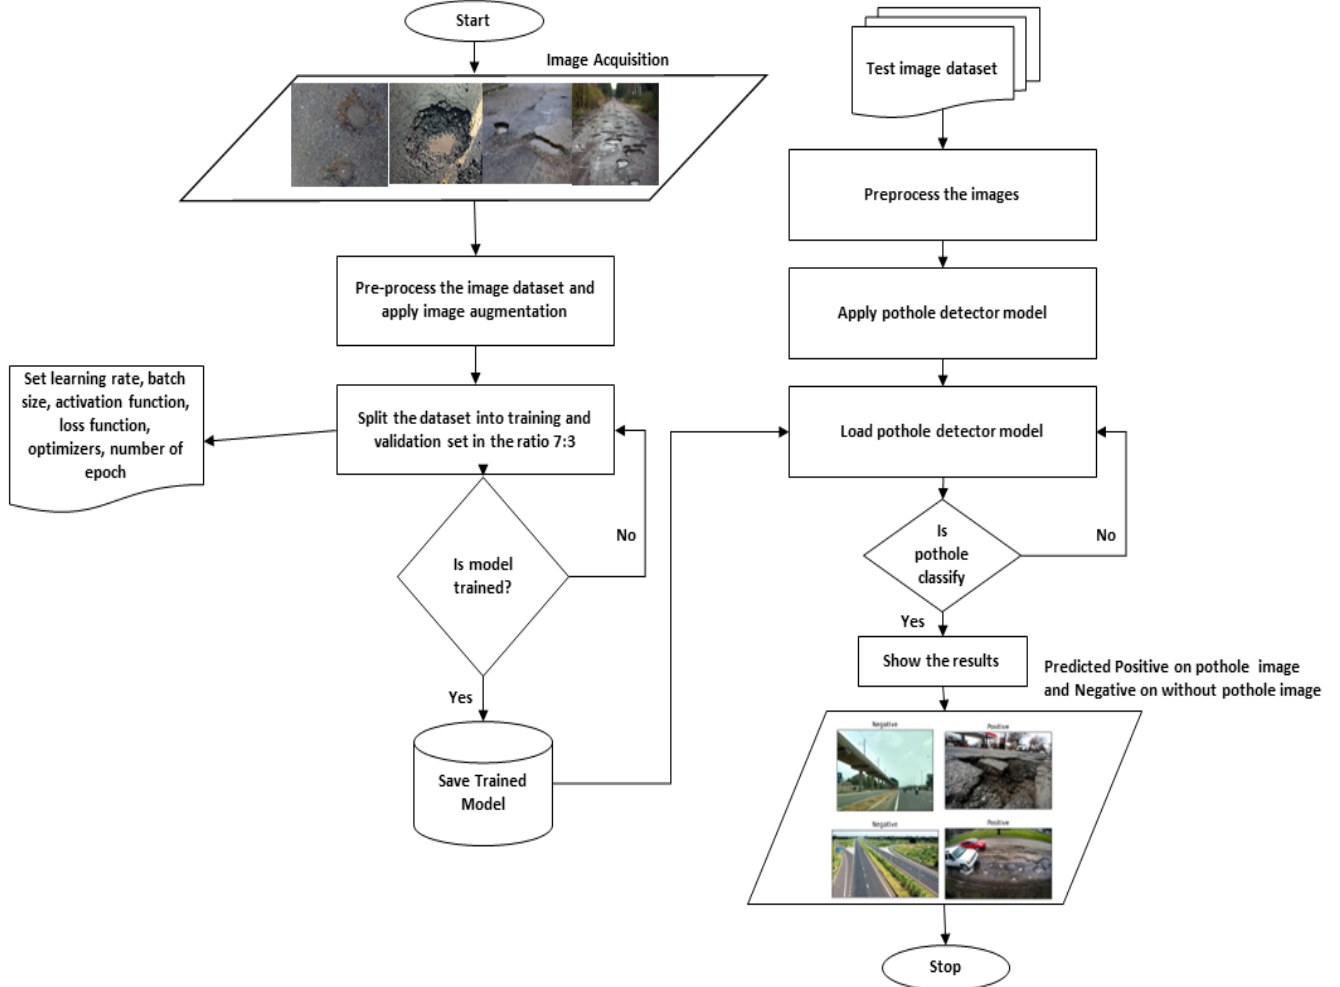 Start
Image Acquisition
Pre-process the image dataset and
apply image augmentation
Split the dataset into training and
validation set in the ratio 7:3
Set learning rate, batch
size, activation function,
loss function,
optimizers, number of
epoch
Is model
trained?
No
Yes
Save Trained
Model
Test image dataset
Preprocess the images
Apply pothole detector model
Load pothole detector model
Is
pothole
classify
No
Yes
Show the results
Predicted Positive on pothole image
and Negative on without pothole image
Negative
Positive
Negative
Positive
Stop